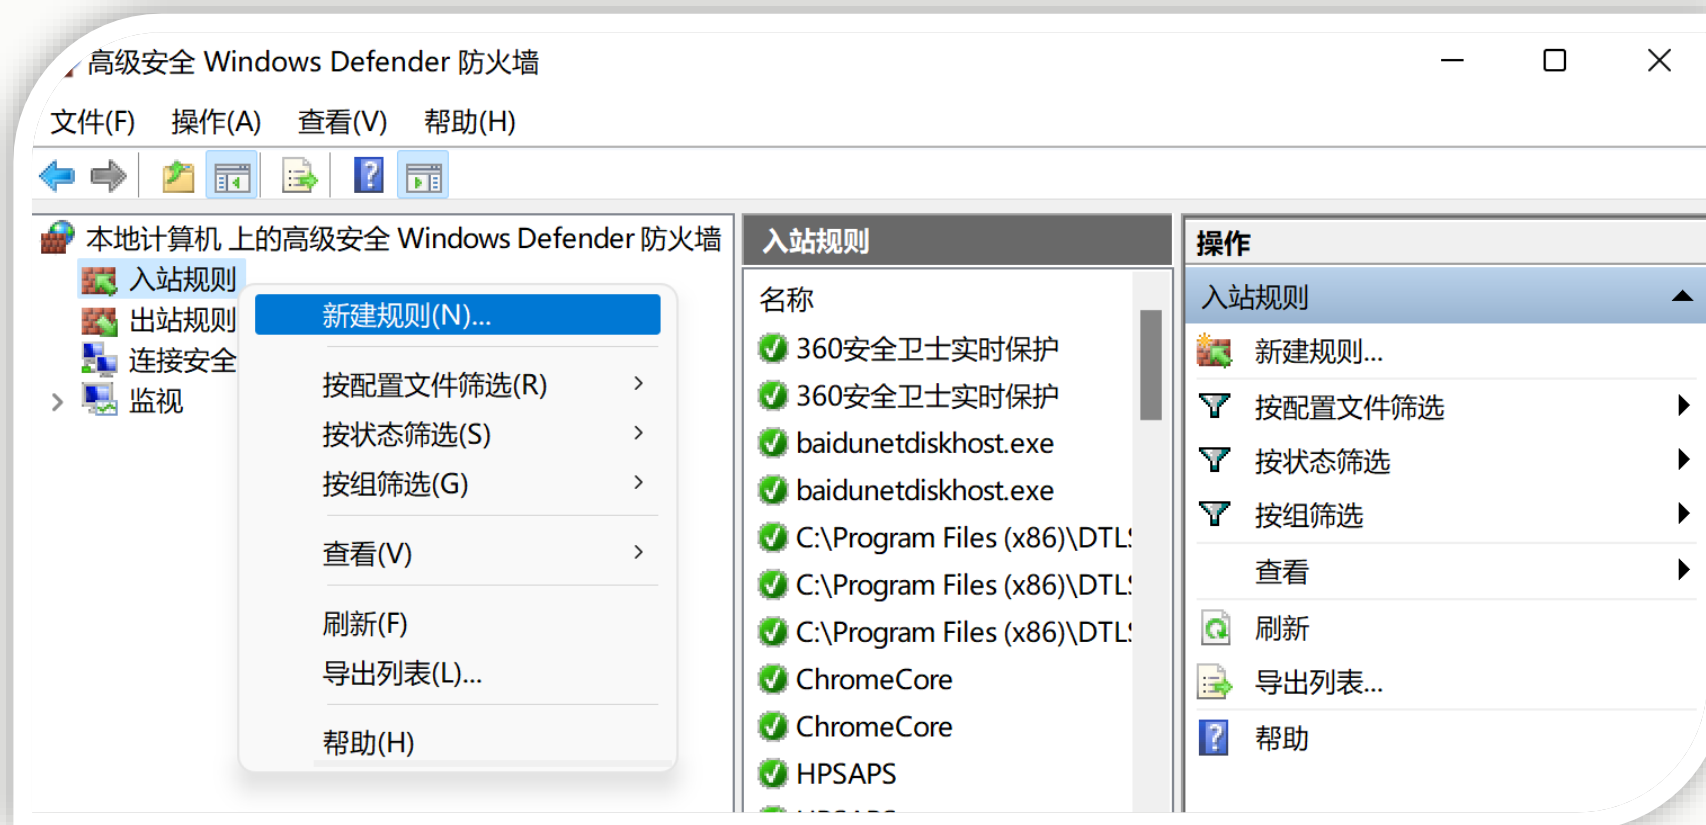 高级安全 Windows Defender 防火墙
文件(F) 操作(A) 查看(V) 帮助(H)
本地计算机 上的高级安全 Windows Defender 防火墙
入站规则
出站规则
连接安全
监视
新建规则(N)...
按配置文件筛选(R)
按状态筛选(S)
按组筛选(G)
查看(V)
刷新(F)
导出列表(L)...
帮助(H)
入站规则
名称
360安全卫士实时保护
360安全卫士实时保护
baidunetdiskhost.exe
baidunetdiskhost.exe
C:\Program Files (x86)\DTL
C:\Program Files (x86)\DTL
C:\Program Files (x86)\DTL
ChromeCore
ChromeCore
HPSAPS
操作
入站规则
新建规则...
按配置文件筛选
按状态筛选
按组筛选
查看
刷新
导出列表...
帮助